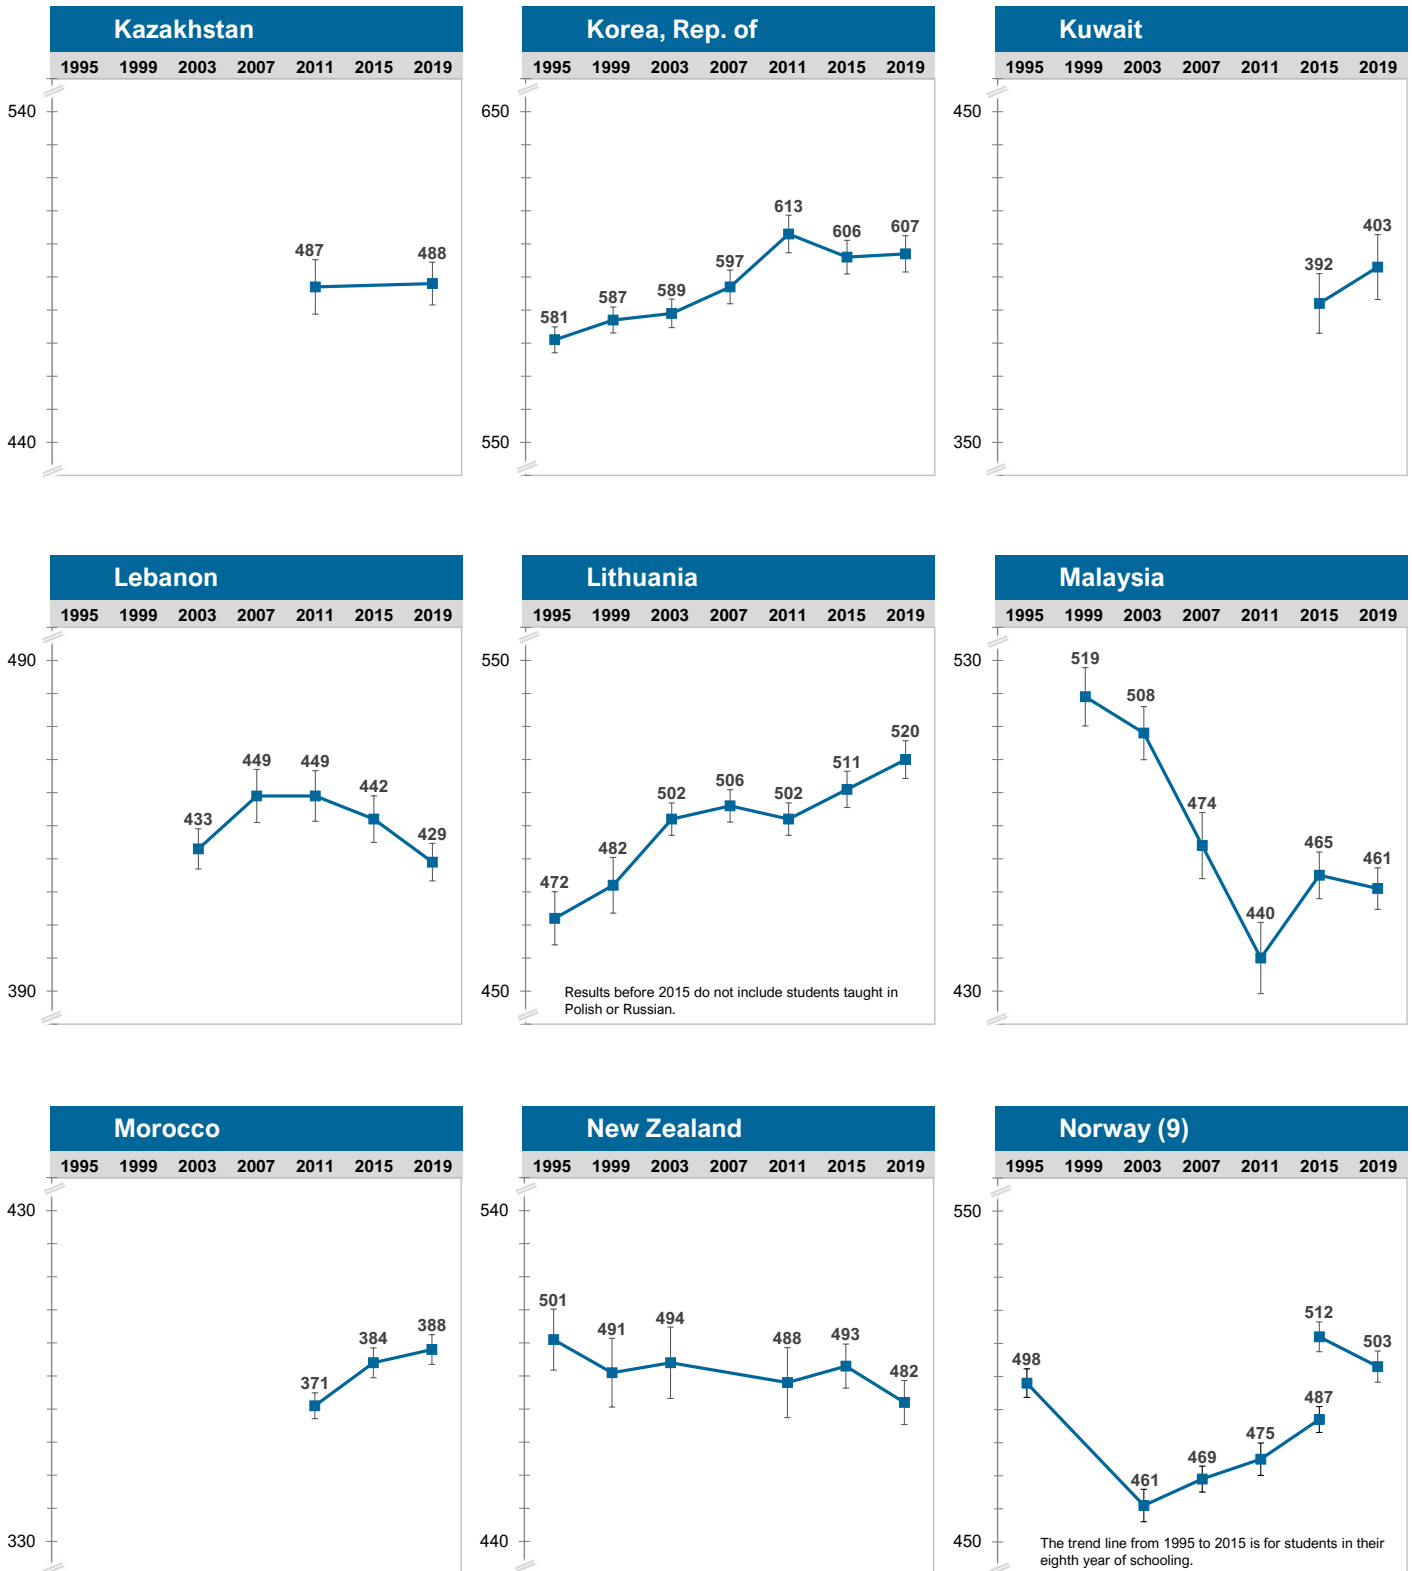 Kazakhstan
1995 1999 2003 2007 2011 2015 2019
540
487
488
440
Korea, Rep. of
1995 1999 2003 2007 2011 2015 2019
650
581
587
589
597
613
606
607
550
Kuwait
1995 1999 2003 2007 2011 2015 2019
450
392
403
350
Lebanon
1995 1999 2003 2007 2011 2015 2019
490
433
449
449
442
429
390
Lithuania
1995 1999 2003 2007 2011 2015 2019
550
472
482
502
506
502
511
520
450
Results before 2015 do not include students taught in
Polish or Russian.
Malaysia
1995 1999 2003 2007 2011 2015 2019
530
519
508
474
440
465
461
430
Morocco
1995 1999 2003 2007 2011 2015 2019
430
371
384
388
330
New Zealand
1995 1999 2003 2007 2011 2015 2019
540
501
491
494
488
493
482
440
Norway (9)
1995 1999 2003 2007 2011 2015 2019
550
498
461
469
475
487
512
503
450
The trend line from 1995 to 2015 is for students in their
eighth year of schooling.